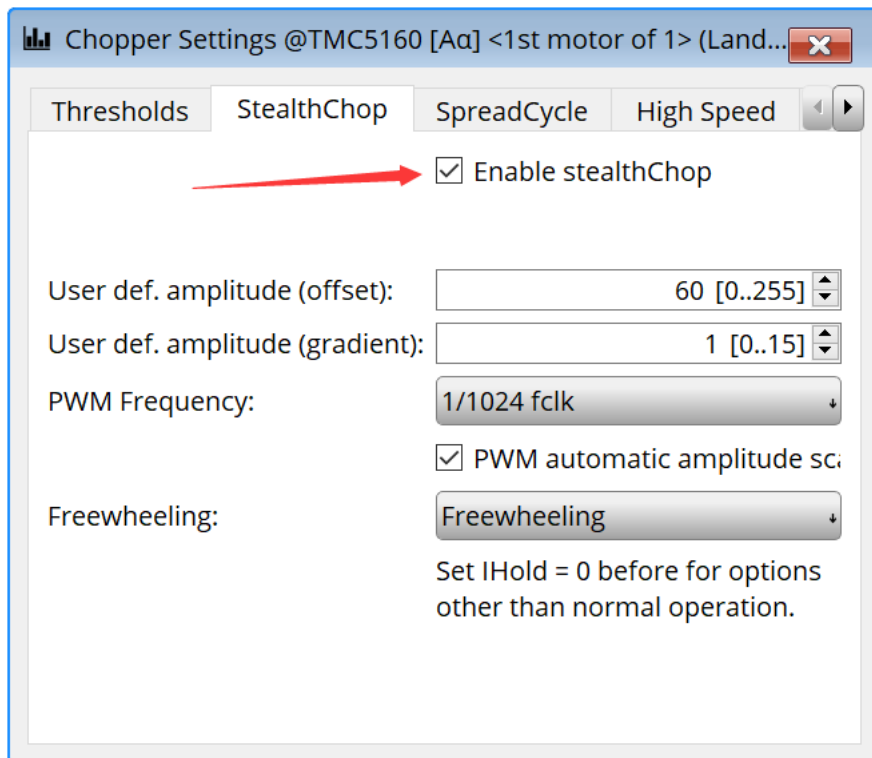 Chopper Settings @TMC5160 [Aα] <1st motor of 1> (Land...
Thresholds StealthChop SpreadCycle High Speed
Enable stealthChop
User def. amplitude (offset): 60 [0..255]
User def. amplitude (gradient): 1 [0..15]
PWM Frequency: 1/1024 fclk
PWM automatic amplitude sca
Freewheeling: Freewheeling
Set IHold = 0 before for options
other than normal operation.